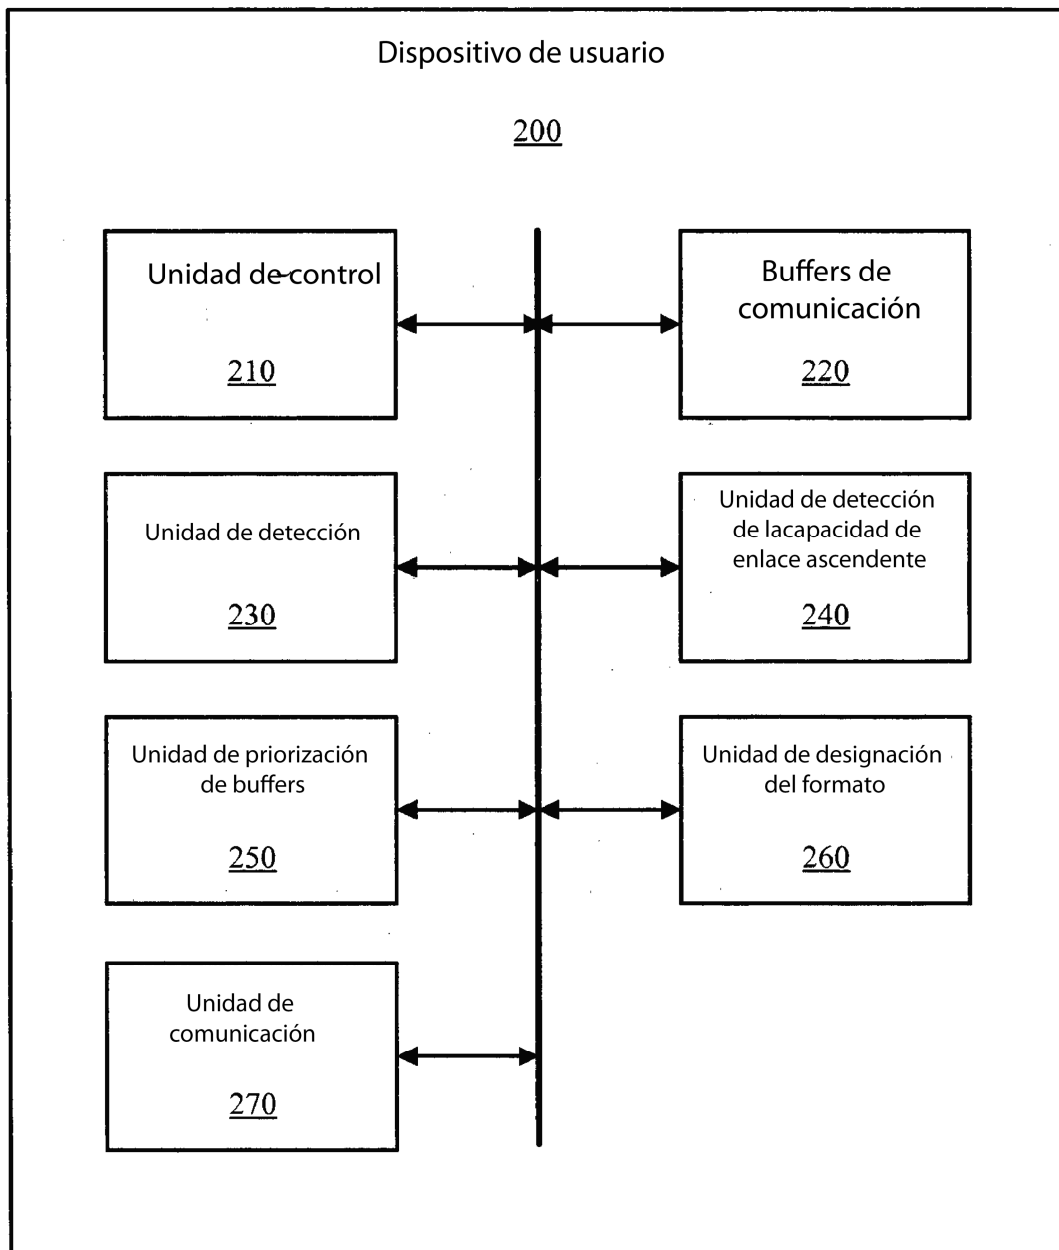 Dispositivo de usuario
200
Unidad de control
210
Buffers de
comunicación
220
Unidad de detección
230
Unidad de detección
de lacapacidad de
enlace ascendente
240
Unidad de priorización
de buffers
250
Unidad de designación
del formato
260
Unidad de
comunicación
270